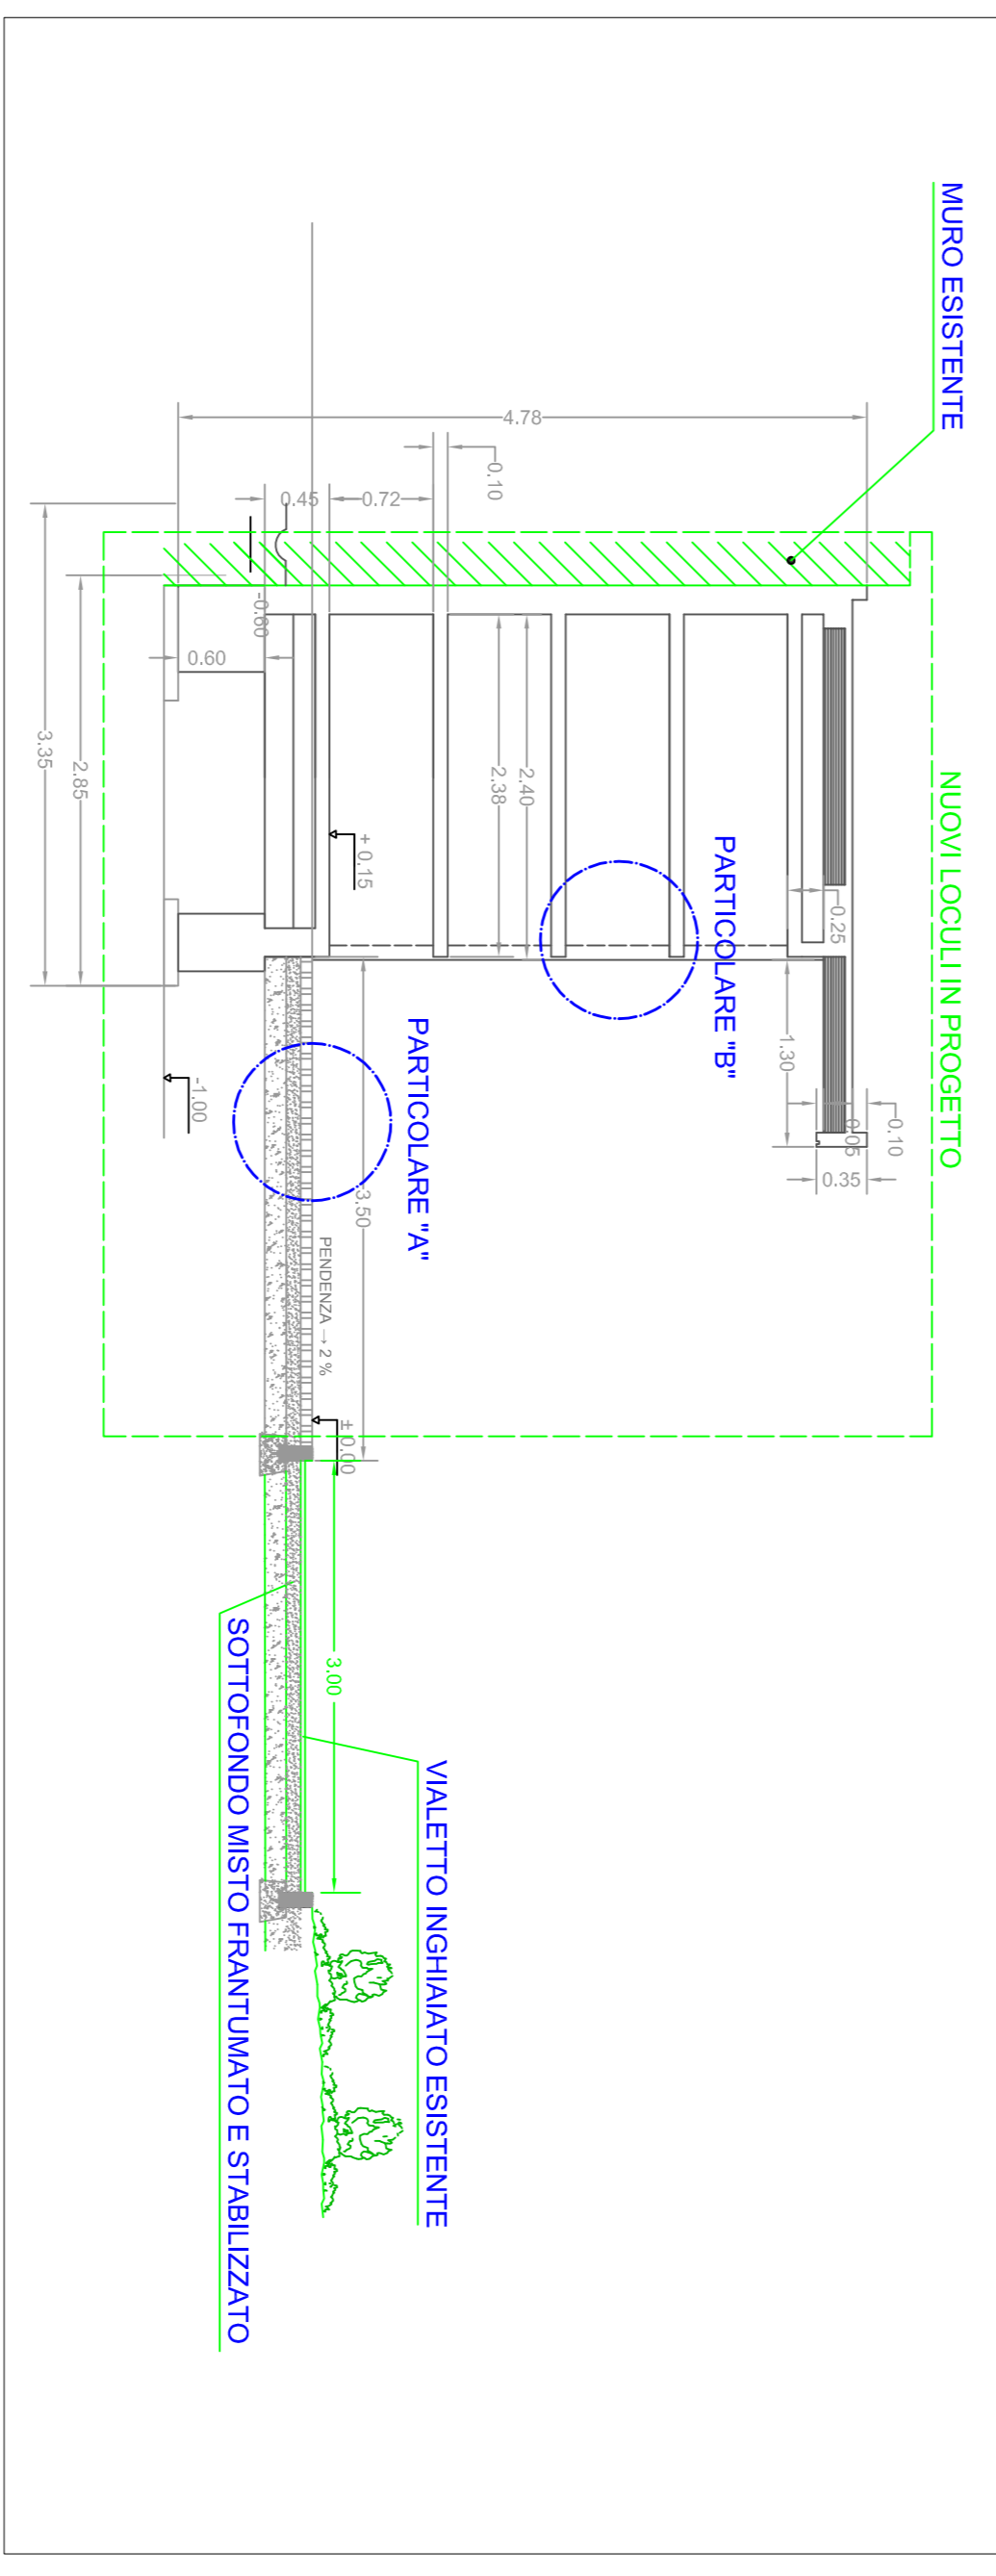 MURO ESISTENTE
NUOVI LOCULI IN PROGETTO
4.78
0.10
0.45
0.72
-0.60
0.60
3.35
2.85
2.40
2.38
+ 0.15
0.25
PARTICOLARE "B"
1.30
0.10
0.05
0.35
PARTICOLARE "A"
-1.00
3.50
PENDENZA → 2 %
± 0.00
3.00
VIALETTO INGHIAIATO ESISTENTE
SOTTOFONDO MISTO FRANTUMATO E STABILIZZATO